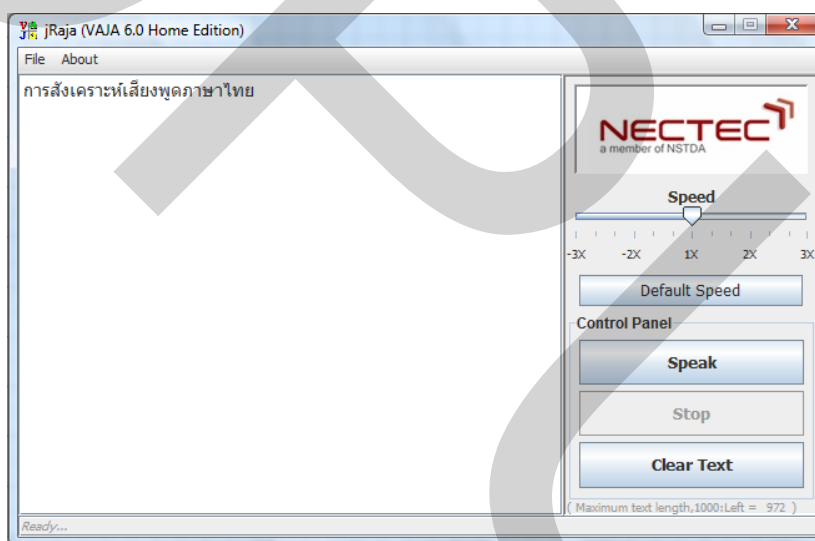 jRaja (VAJA 6.0 Home Edition)
File About
การสังเคราะห์เสียงพูดภาษาไทย
NECTEC
a member of NSTDA
Speed
-3X -2X 1X 2X 3X
Default Speed
Control Panel
Speak
Stop
Clear Text
( Maximum text length,1000:Left = 972 )
Ready...